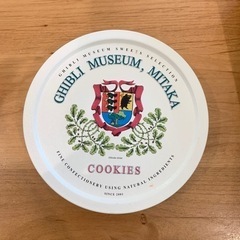 GHIBLI MUSEUM SWEETS SELECTION
GHIBLI MUSEUM, MITAKA
COOKIES
FINE CONFECTIONERY USING NATURAL INGREDIENTS
SINCE 2001